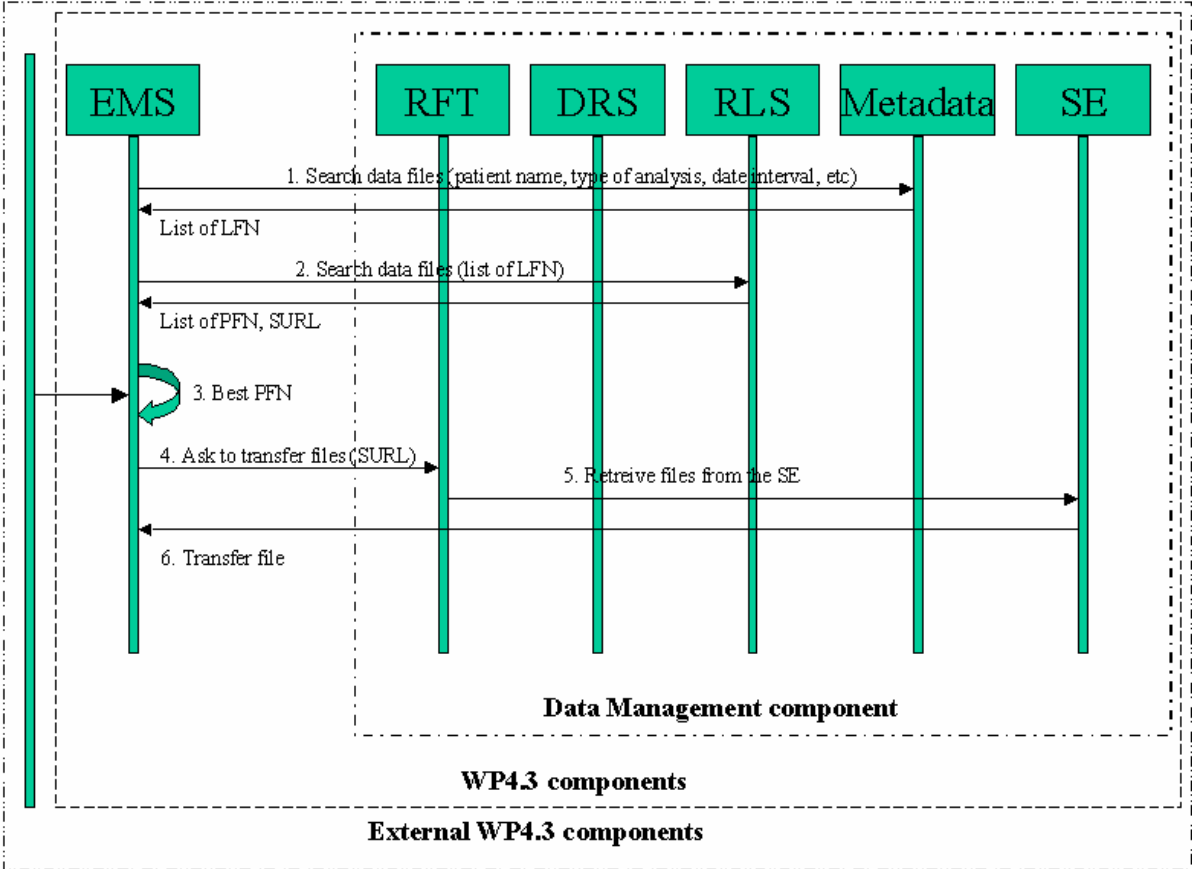 EMS
RFT
DRS
RLS
Metadata
SE
1. Search data files (patient name, type of analysis, date interval, etc)
List of LFN
2. Search data files (list of LFN)
List of PFN, SURL
3. Best PFN
4. Ask to transfer files (SURL)
5. Retreive files from the SE
6. Transfer file
Data Management component
WP4.3 components
External WP4.3 components